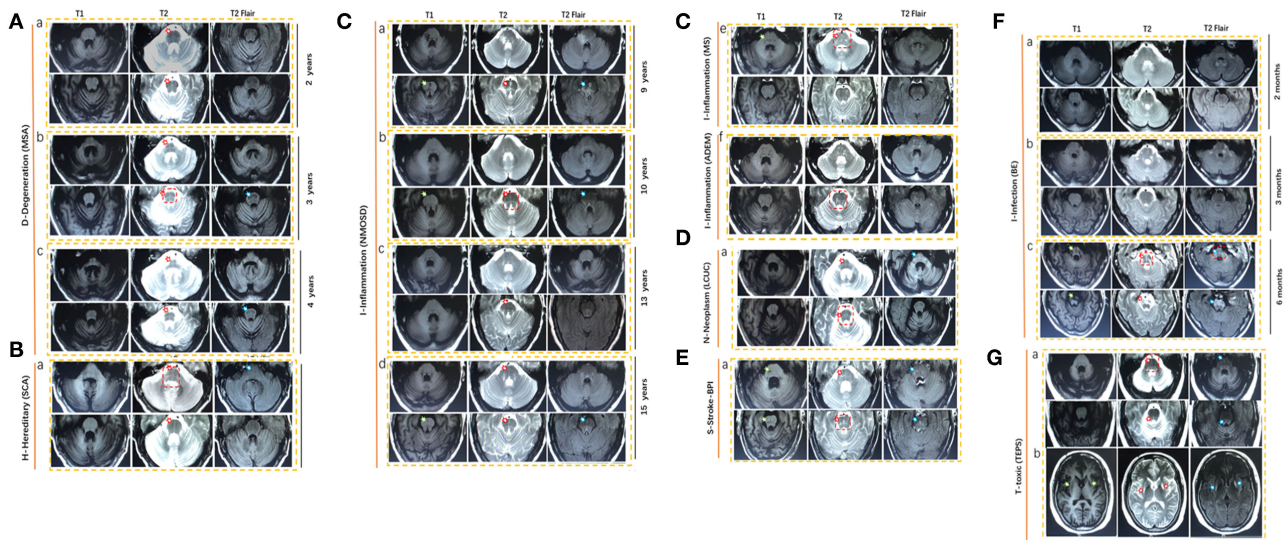 A
T1 T2 T2 Flair
a
2 years
b
3 years
c
4 years
D-Degeneration (MSA)
B
a
H-Hereditary (SCA)
C
T1 T2 T2 Flair
a
9 years
b
10 years
c
13 years
d
15 years
I-Inflammation (NMOSD)
C
T1 T2 T2 Flair
e
I-Inflammation (MS)
f
I-Inflammation (ADEM)
D
a
N-Neoplasm (LCUC)
E
a
S-Stroke-BPI
F
T1 T2 T2 Flair
a
2 months
b
3 months
c
6 months
I-Infection (BE)
G
a
b
T-toxic (TEPS)